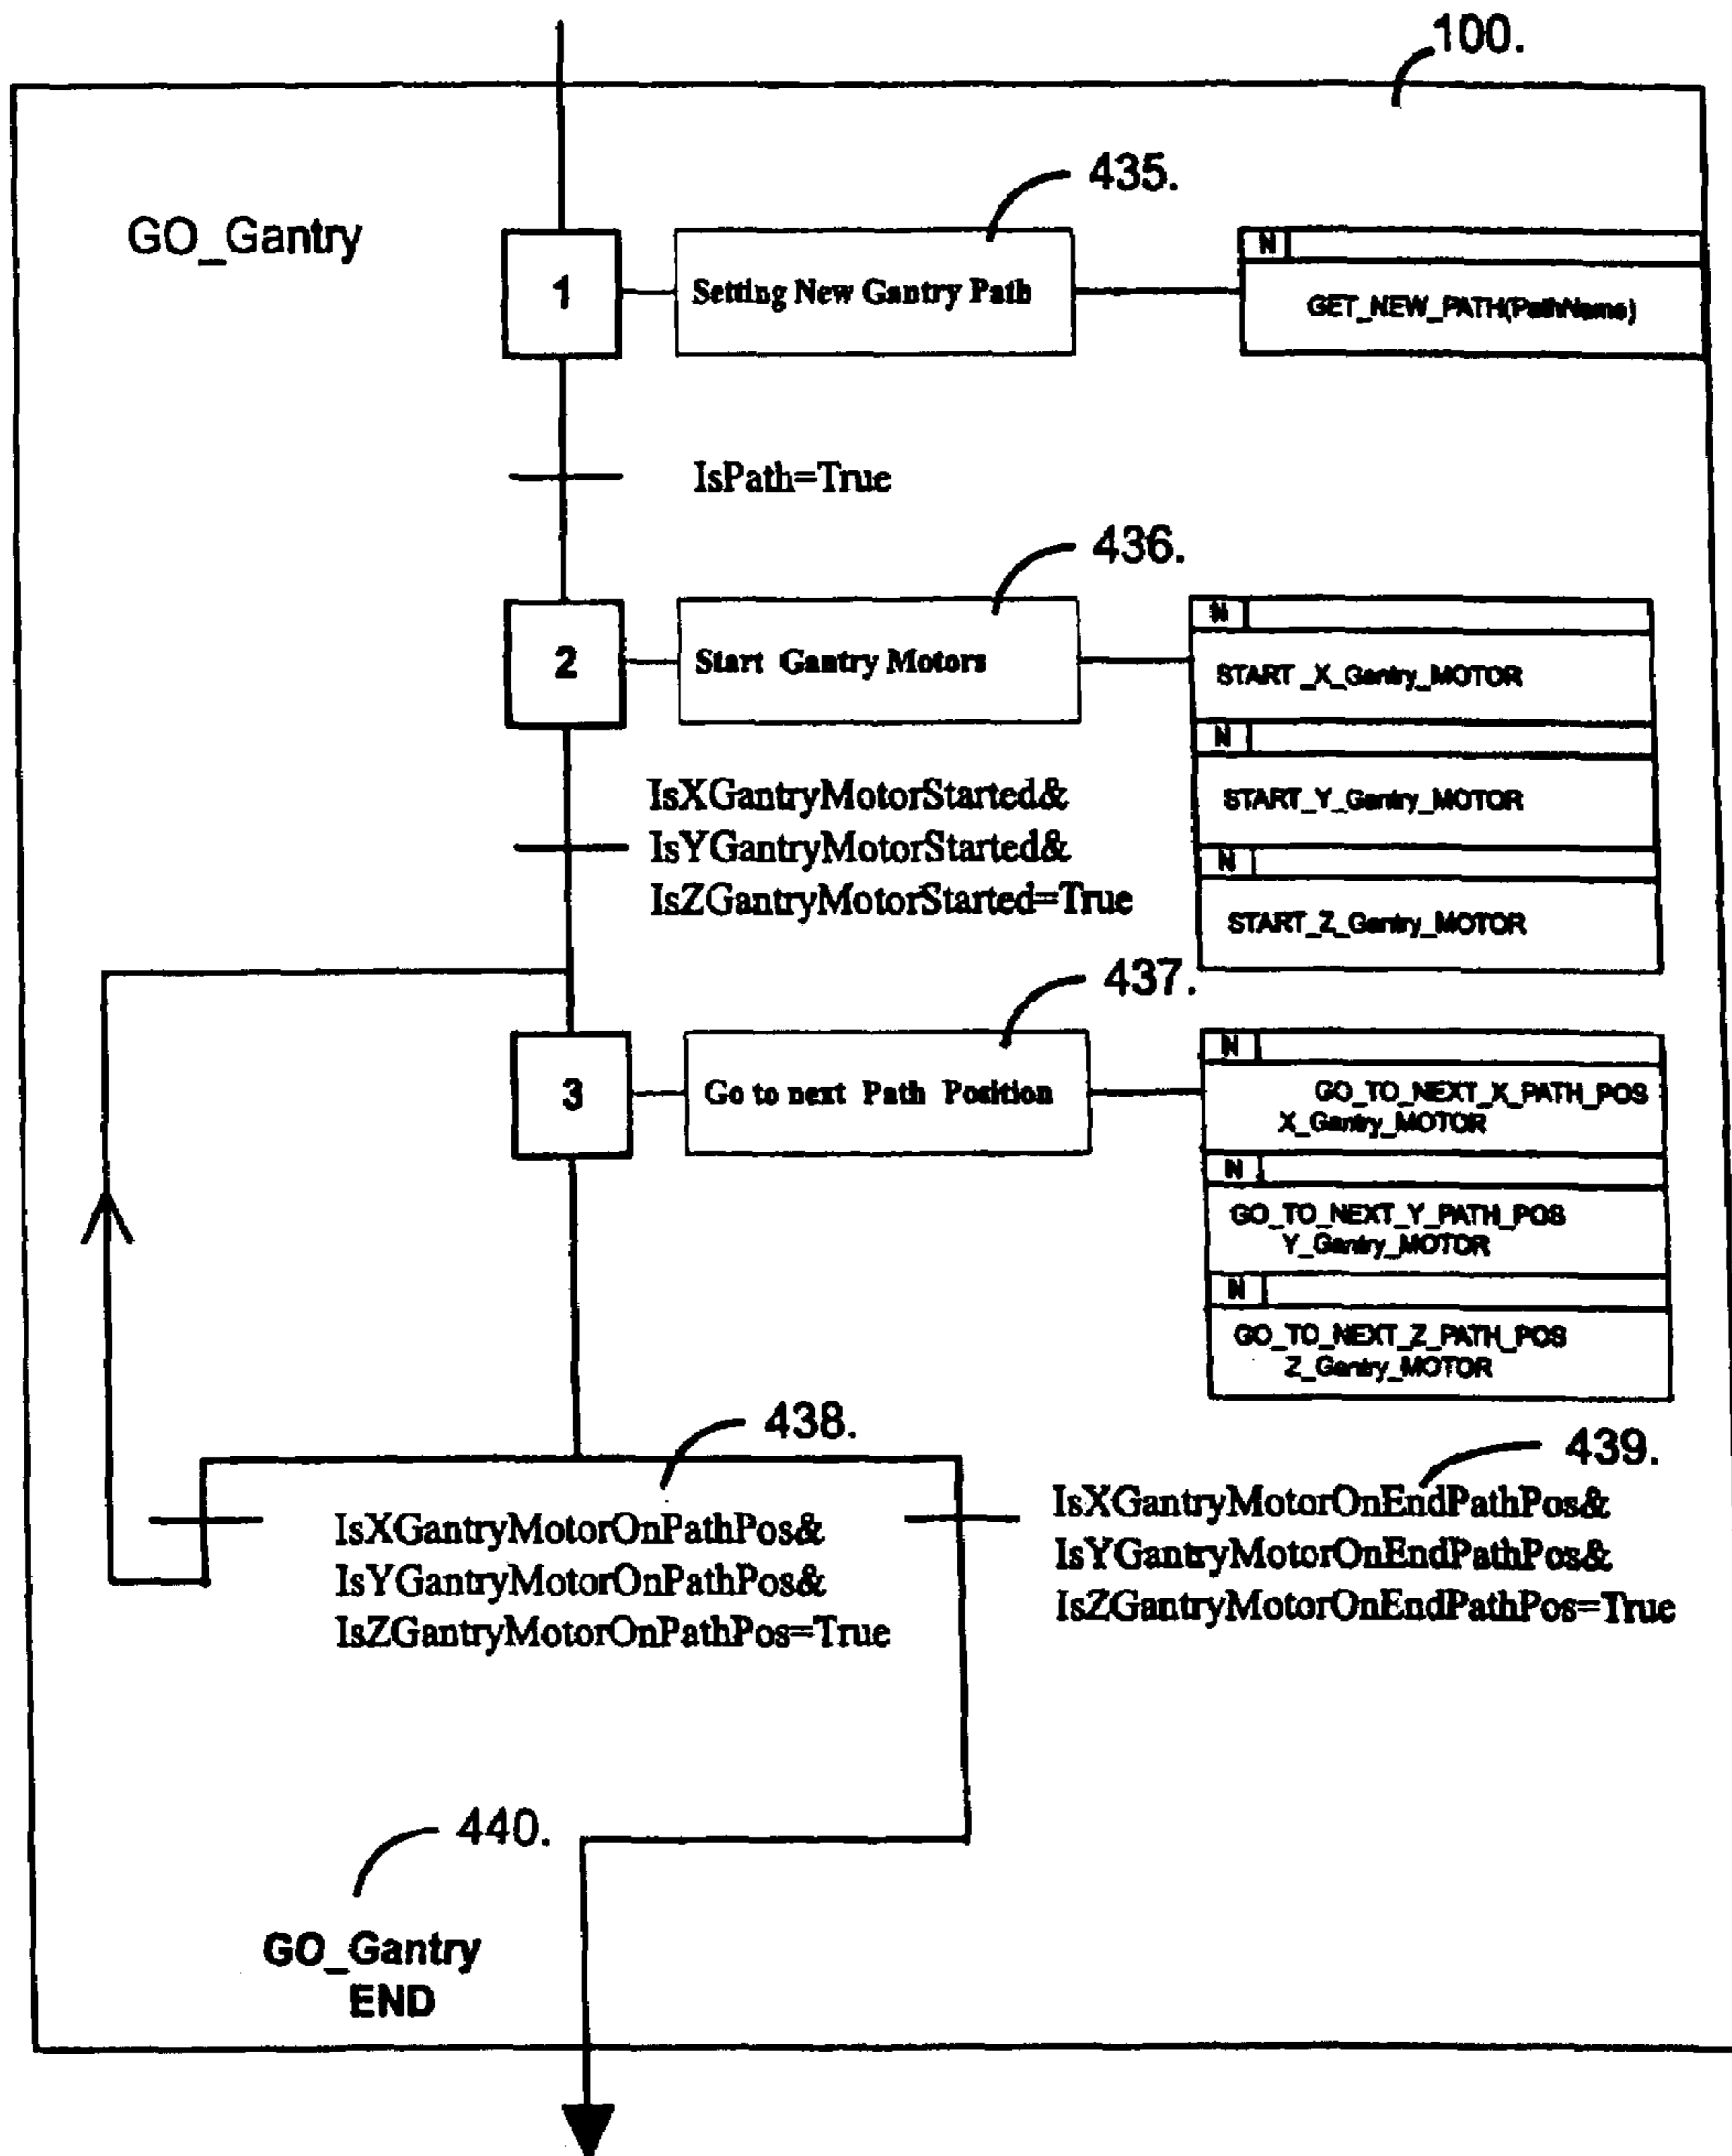 100.
435.
GO_Gantry
N
1
Setting New Gantry Path
GET_NEW_PATH(PathName)
IsPath=True
436.
N
2
Start Gantry Motors
START _X_Gantry_MOTOR
N
IsXGantryMotorStarted&
IsYGantryMotorStarted&
IsZGantryMotorStarted=True
START_Y_Gantry_MOTOR
N
START_Z_Gantry_MOTOR
437.
N
3
Go to next Path Position
GO_TO_NEXT_X_PATH_POS
X_Gantry_MOTOR
N
GO_TO_NEXT_Y_PATH_POS
Y_Gantry_MOTOR
N
GO_TO_NEXT_Z_PATH_POS
Z_Gantry_MOTOR
438.
IsXGantryMotorOnPathPos&
IsYGantryMotorOnPathPos&
IsZGantryMotorOnPathPos=True
439.
IsXGantryMotorOnEndPathPos&
IsYGantryMotorOnEndPathPos&
IsZGantryMotorOnEndPathPos=True
440.
GO_Gantry
END